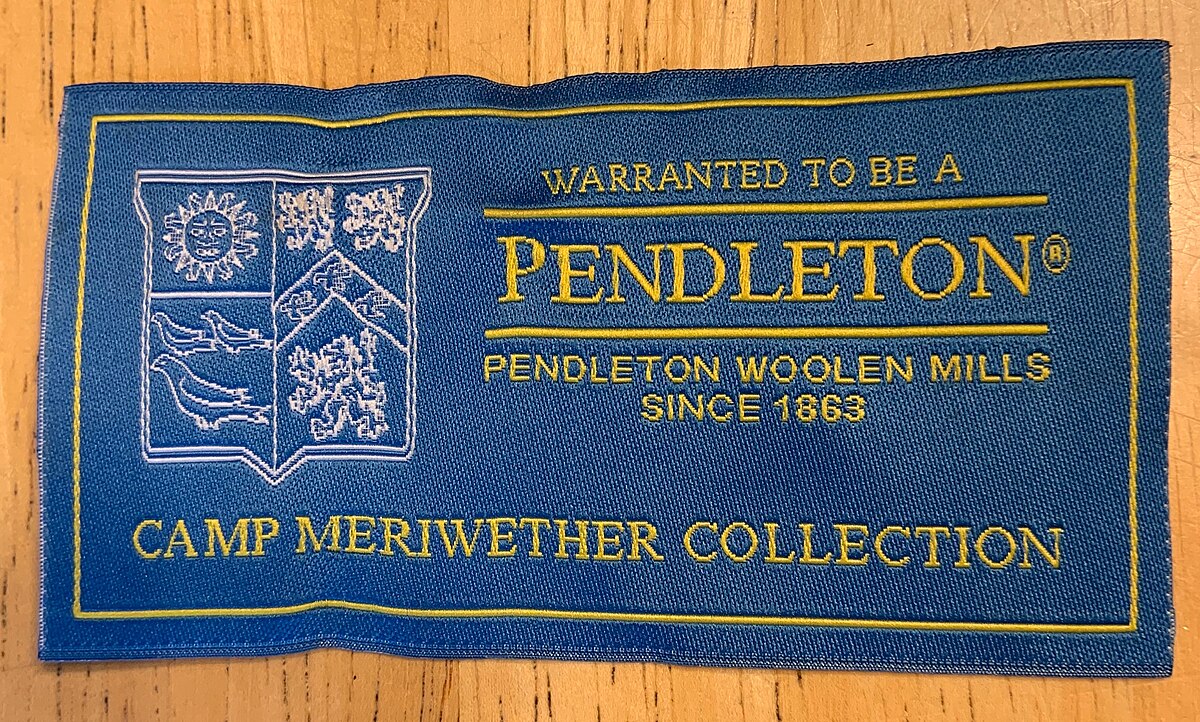 WARRANTED TO BE A
PENDLETON®
PENDLETON WOOLEN MILLS
SINCE 1863
CAMP MERIWETHER COLLECTION